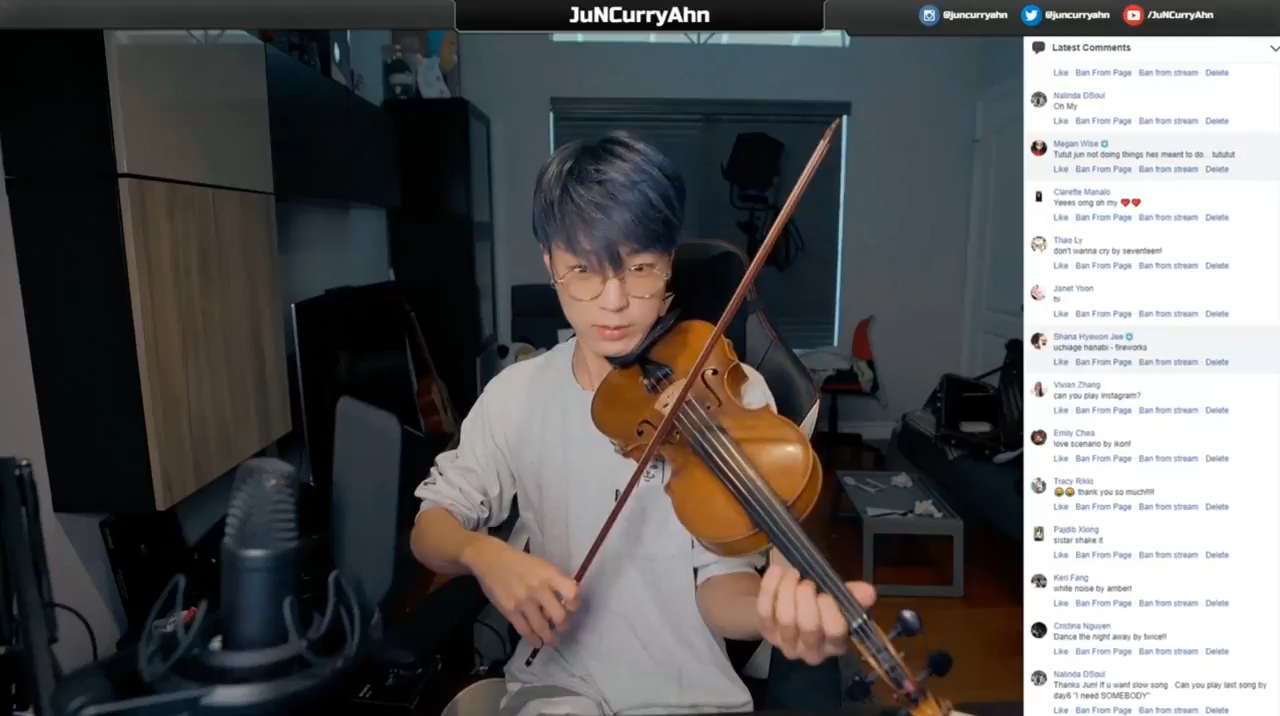 JuNCurryAhn
@juncurryahn @juncurryahn /JuNCurryAhn
Latest Comments
Like Ban From Page Ban from stream Delete
Nalinda DSoul
Oh My
Like Ban From Page Ban from stream Delete
Megan Wise
Tutut jun not doing things hes meant to do.. .tututut
Like Ban From Page Ban from stream Delete
Clarette Manalo
Yeees omg oh my ❤️❤️
Like Ban From Page Ban from stream Delete
Thao Ly
don't wanna cry by seventeen!
Like Ban From Page Ban from stream Delete
Janet Yoon
hi
Like Ban From Page Ban from stream Delete
Shana Hyewon Jee
uchiage hanabi - fireworks
Like Ban From Page Ban from stream Delete
Vivian Zhang
can you play instagram?
Like Ban From Page Ban from stream Delete
Emily Chea
love scenario by ikon!
Like Ban From Page Ban from stream Delete
Tracy Rikki
😂😂 thank you so much!!!!
Like Ban From Page Ban from stream Delete
Pajdib Xiong
sistar shake it
Like Ban From Page Ban from stream Delete
Keri Fang
white noise by amber!!
Like Ban From Page Ban from stream Delete
Cristina Nguyen
Dance the night away by twice!!
Like Ban From Page Ban from stream Delete
Nalinda DSoul
Thanks Jun! If u want slow song . Can you play last song by
day6 "I need SOMEBODY"
Like Ban From Page Ban from stream Delete